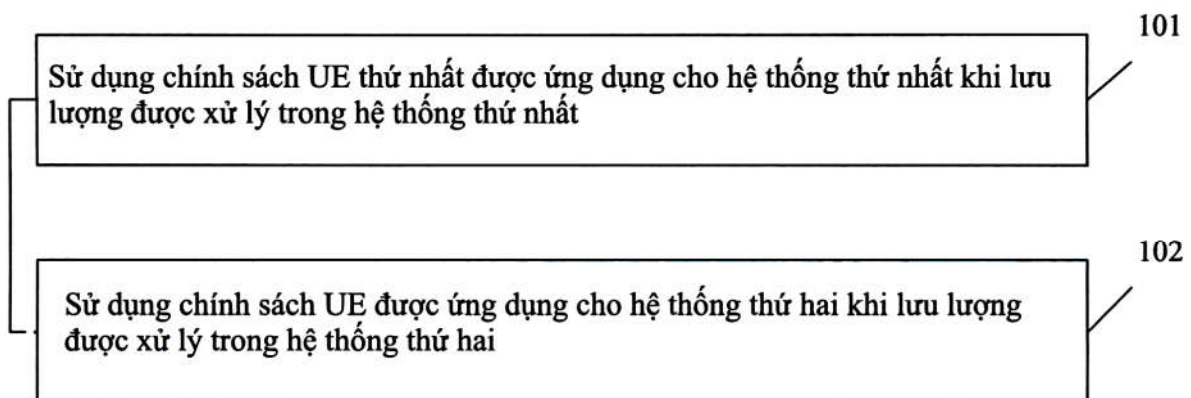 101
Sử dụng chính sách UE thứ nhất được ứng dụng cho hệ thống thứ nhất khi lưu
lượng được xử lý trong hệ thống thứ nhất
102
Sử dụng chính sách UE được ứng dụng cho hệ thống thứ hai khi lưu lượng
được xử lý trong hệ thống thứ hai